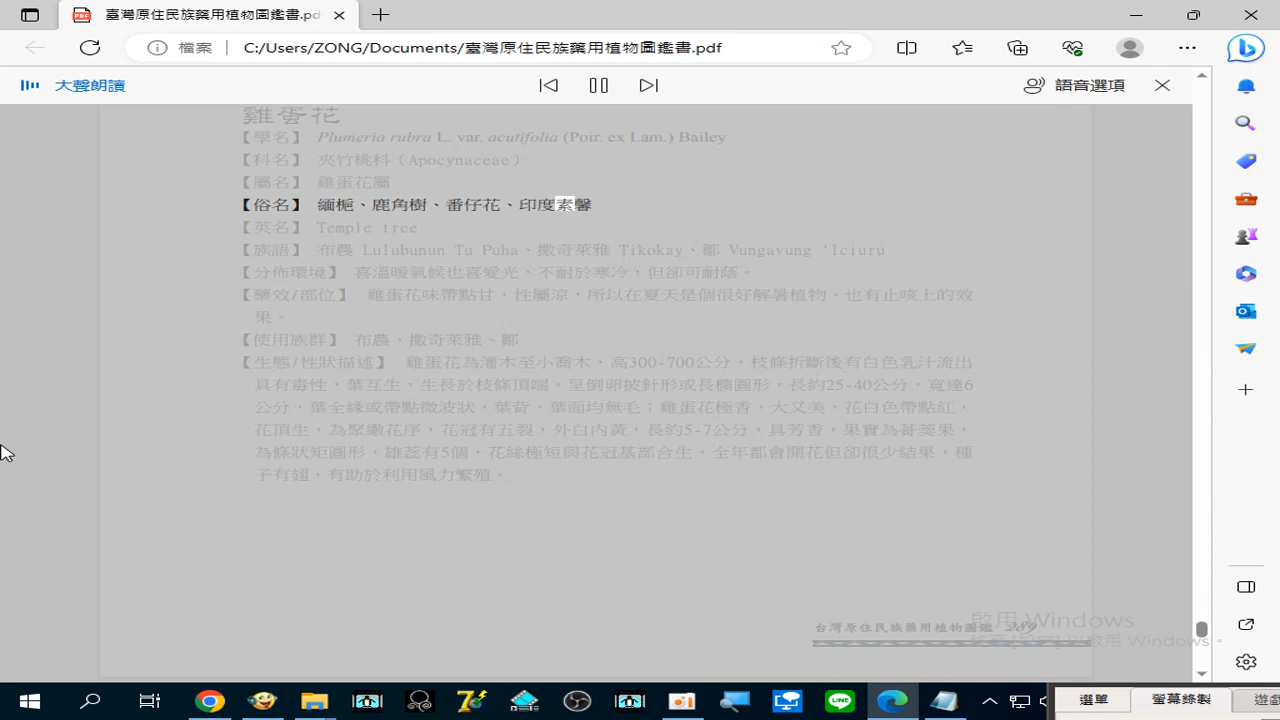 臺灣原住民族藥用植物圖鑑書.pdf
檔案 C:/Users/ZONG/Documents/臺灣原住民族藥用植物圖鑑書.pdf
大聲朗讀
語音選項
雞蛋花
【學名】 Plumeria rubra L. var. acutifolia (Poir. ex Lam.) Bailey
【科名】 夾竹桃科（Apocynaceae）
【屬名】 雞蛋花屬
【俗名】 緬梔、鹿角樹、番仔花、印度素馨
【英名】 Temple tree
【族語】 布農 Lulubunun Tu Puha、撒奇萊雅 Tikokay、鄒 Vungavung 'Iciuru
【分佈環境】 喜溫暖氣候也喜愛光、不耐於寒冷，但卻可耐蔭。
【藥效/部位】 雞蛋花味帶點甘，性屬涼，所以在夏天是個很好解暑植物、也有止咳上的效
果。
【使用族群】 布農、撒奇萊雅、鄒
【生態/性狀描述】 雞蛋花為灌木至小喬木，高300-700公分，枝條折斷後有白色乳汁流出
具有毒性，葉互生，生長於枝條頂端，呈倒卵披針形或長橢圓形，長約25-40公分，寬達6
公分，葉全緣或帶點微波狀，葉背、葉面均無毛；雞蛋花極香，大又美，花白色帶點紅，
花頂生，為聚繖花序，花冠有五裂，外白內黃，長約5-7公分，具芳香，果實為蓇葖果，
為條狀矩圓形，雄蕊有5個，花絲極短與花冠基部合生，全年都會開花但卻很少結果，種
子有翅，有助於利用風力繁殖。
台灣原住民族藥用植物圖鑑 289
啟用 Windows
移至 [設定] 以啟用 Windows。
選單
螢幕錄製